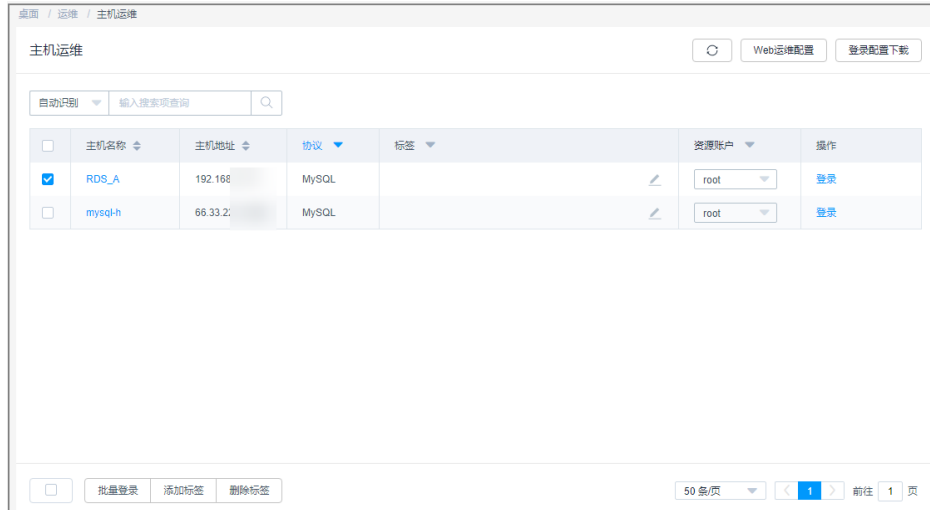 桌面 / 运维 / 主机运维
主机运维 Web运维配置 登录配置下载
自动识别 输入搜索项查询
主机名称 主机地址 协议 标签 资源账户 操作
RDS_A 192.168 MySQL root 登录
mysql-h 66.33.2 MySQL root 登录
批量登录 添加标签 删除标签 50 条/页 1 前往 1 页